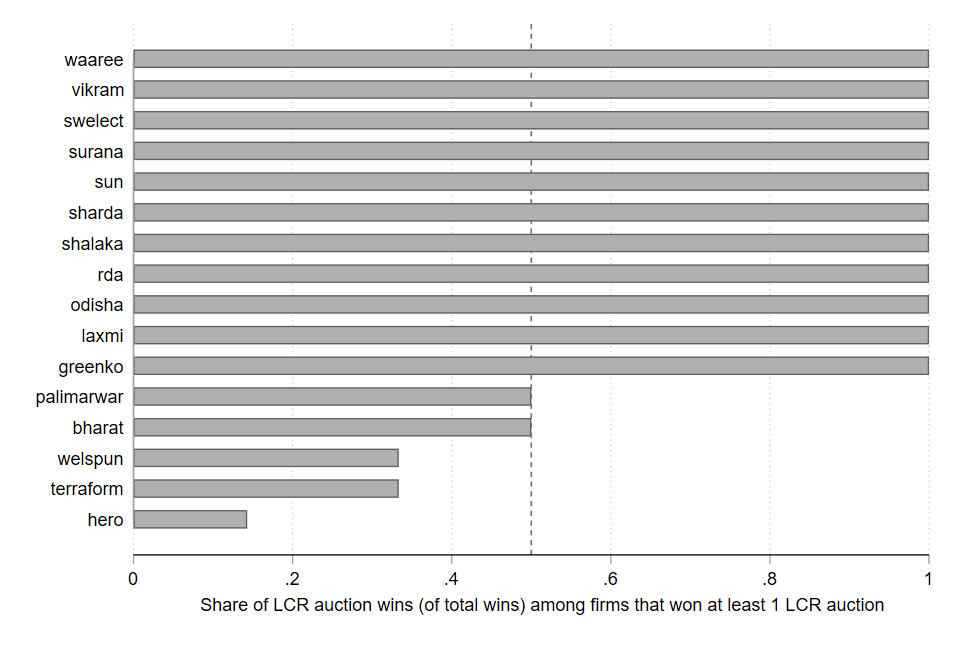 waaree
vikram
swelect
surana
sun
sharda
shalaka
rda
odisha
laxmi
greenko
palimarwar
bharat
welspun
terraform
hero
0 .2 .4 .6 .8 1
Share of LCR auction wins (of total wins) among firms that won at least 1 LCR auction